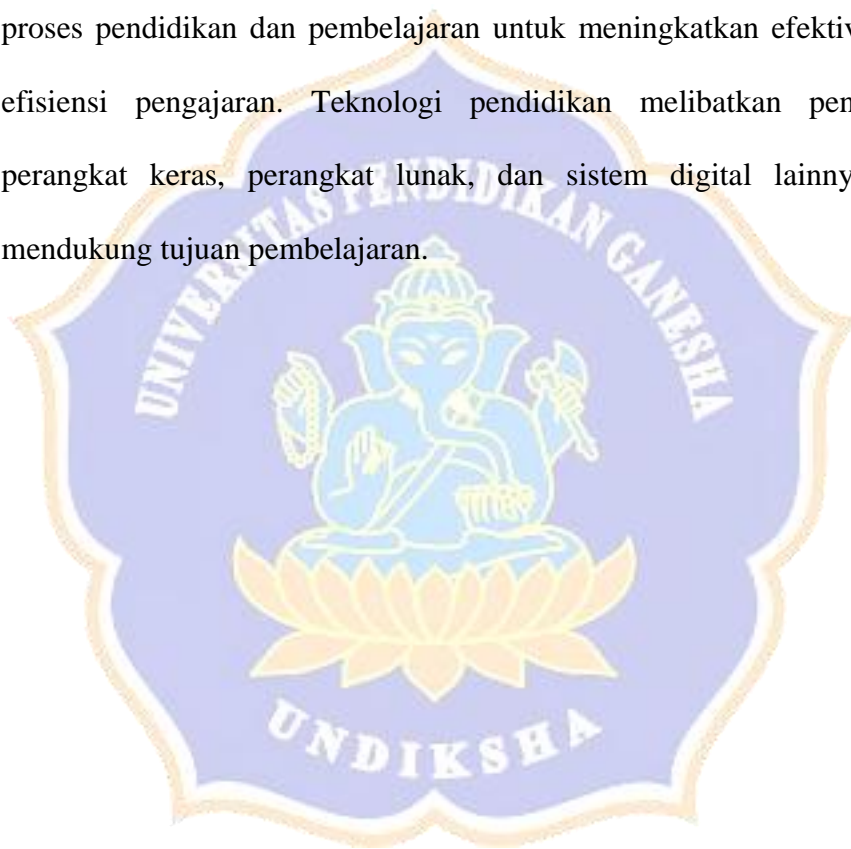 proses pendidikan dan pembelajaran untuk meningkatkan efektiv
efisiensi pengajaran. Teknologi pendidikan melibatkan pen
perangkat keras, perangkat lunak, dan sistem digital lainny
mendukung tujuan pembelajaran.
UNIVERSITAS PENDIDIKAN GANESHA
UNDIKSHA